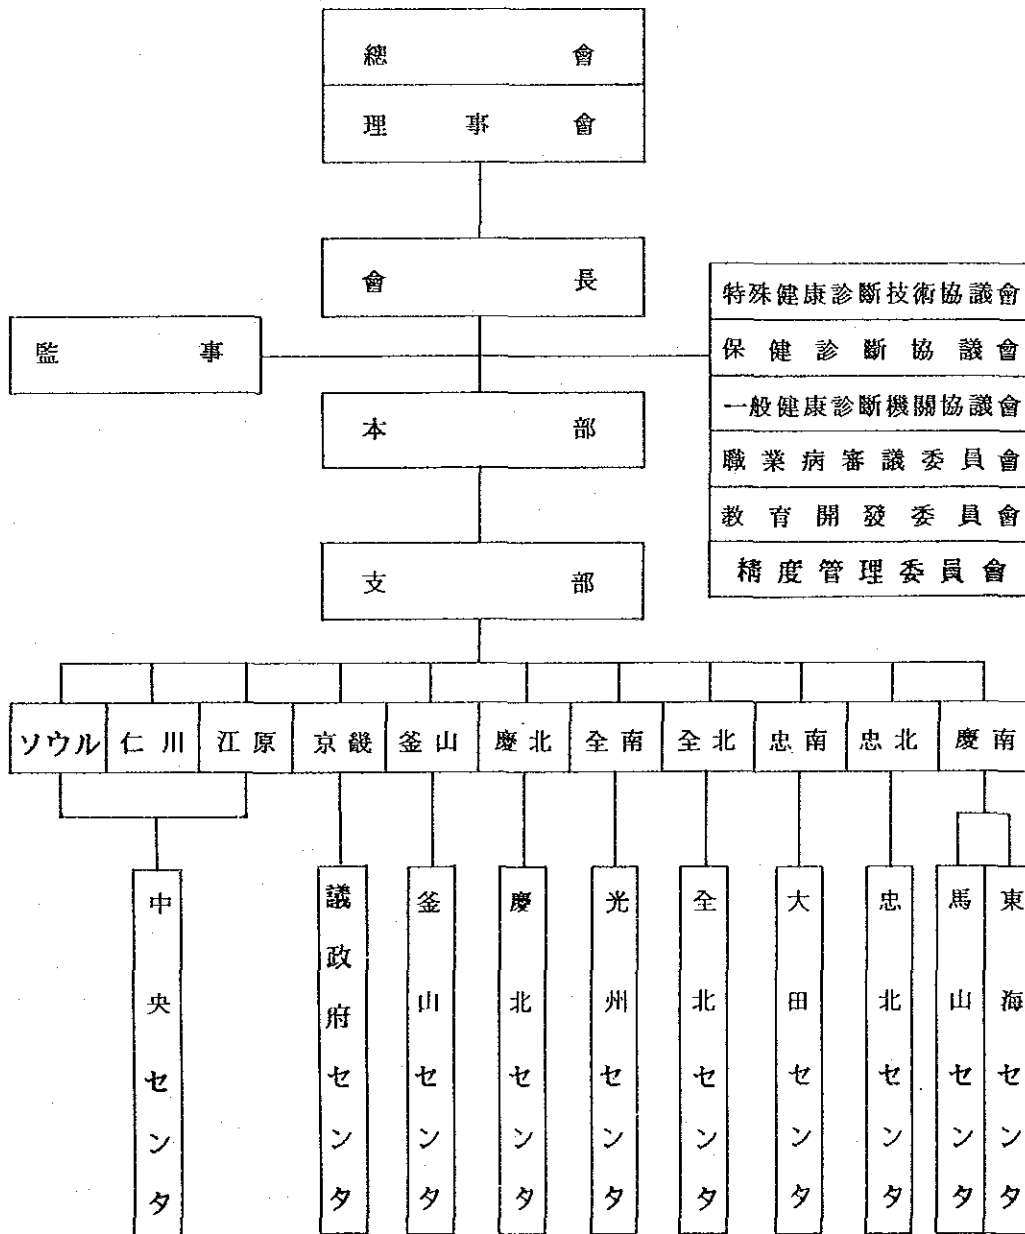 總會
理事會
會長
監事
特殊健康診斷技術協議會
保健診斷協議會
一般健康診斷機關協議會
職業病審議委員會
教育開發委員會
精度管理委員會
本部
支部
ソウル
仁川
江原
京畿
釜山
慶北
全南
全北
忠南
忠北
慶南
中央センタ
議政府センタ
釜山センタ
慶北センタ
光州センタ
全北センタ
大田センタ
忠北センタ
馬山センタ
東海センタ